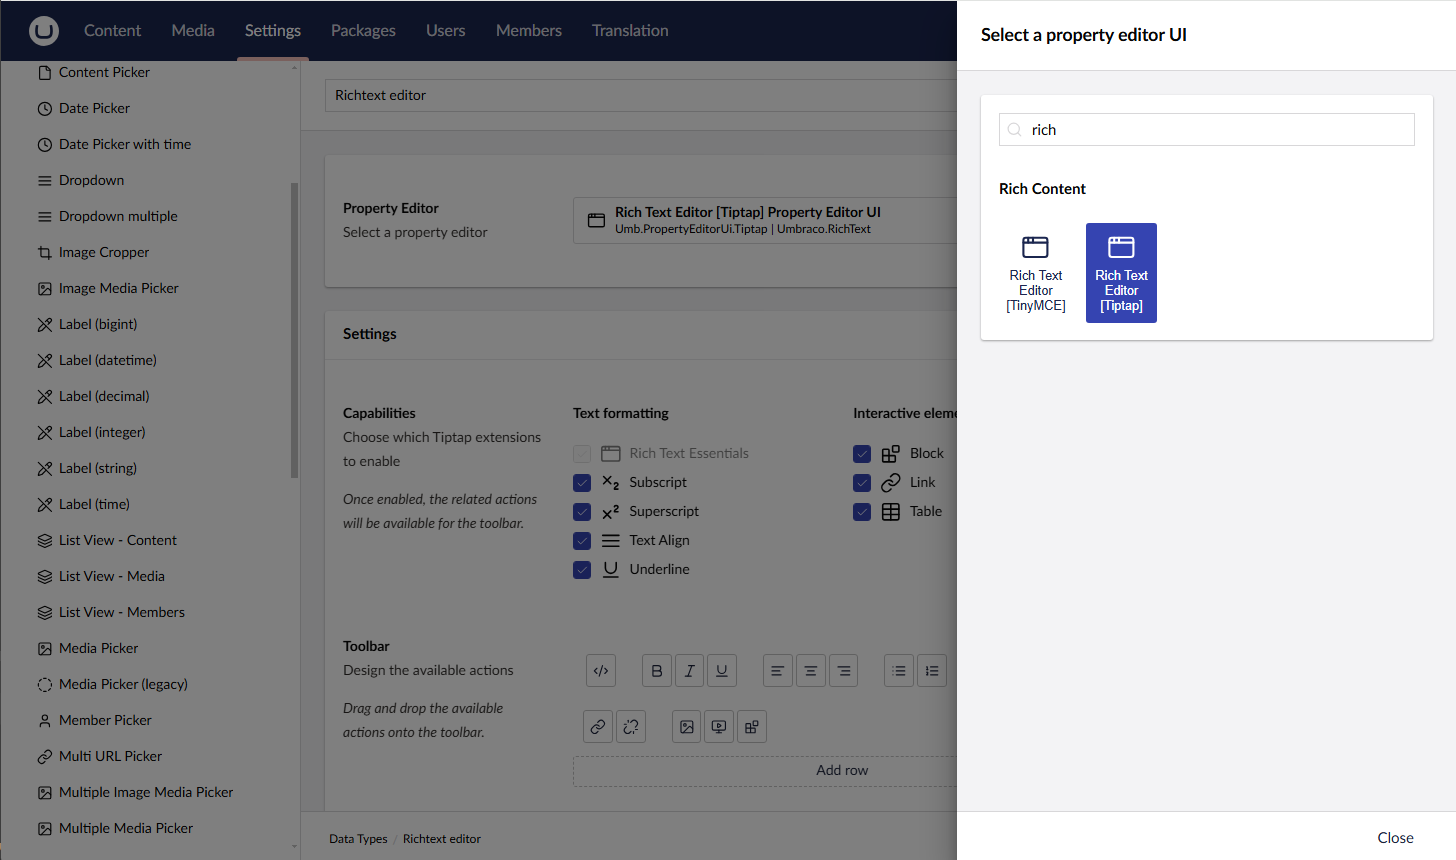 Content
Media
Settings
Packages
Users
Members
Translation
Content Picker
Date Picker
Date Picker with time
Dropdown
Dropdown multiple
Image Cropper
Image Media Picker
Label (bigint)
Label (datetime)
Label (decimal)
Label (integer)
Label (string)
Label (time)
List View - Content
List View - Media
List View - Members
Media Picker
Media Picker (legacy)
Member Picker
Multi URL Picker
Multiple Image Media Picker
Multiple Media Picker
Richtext editor
Property Editor
Select a property editor
Rich Text Editor [Tiptap] Property Editor UI
Umb.PropertyEditorUi.Tiptap | Umbraco.RichText
Settings
Capabilities
Choose which Tiptap extensions
to enable
Once enabled, the related actions
will be available for the toolbar.
Text formatting
Rich Text Essentials
Subscript
Superscript
Text Align
Underline
Interactive eleme
Block
Link
Table
Toolbar
Design the available actions
Drag and drop the available
actions onto the toolbar.
Add row
Data Types / Richtext editor
Select a property editor UI
rich
Rich Content
Rich Text
Editor
[TinyMCE]
Rich Text
Editor
[Tiptap]
Close